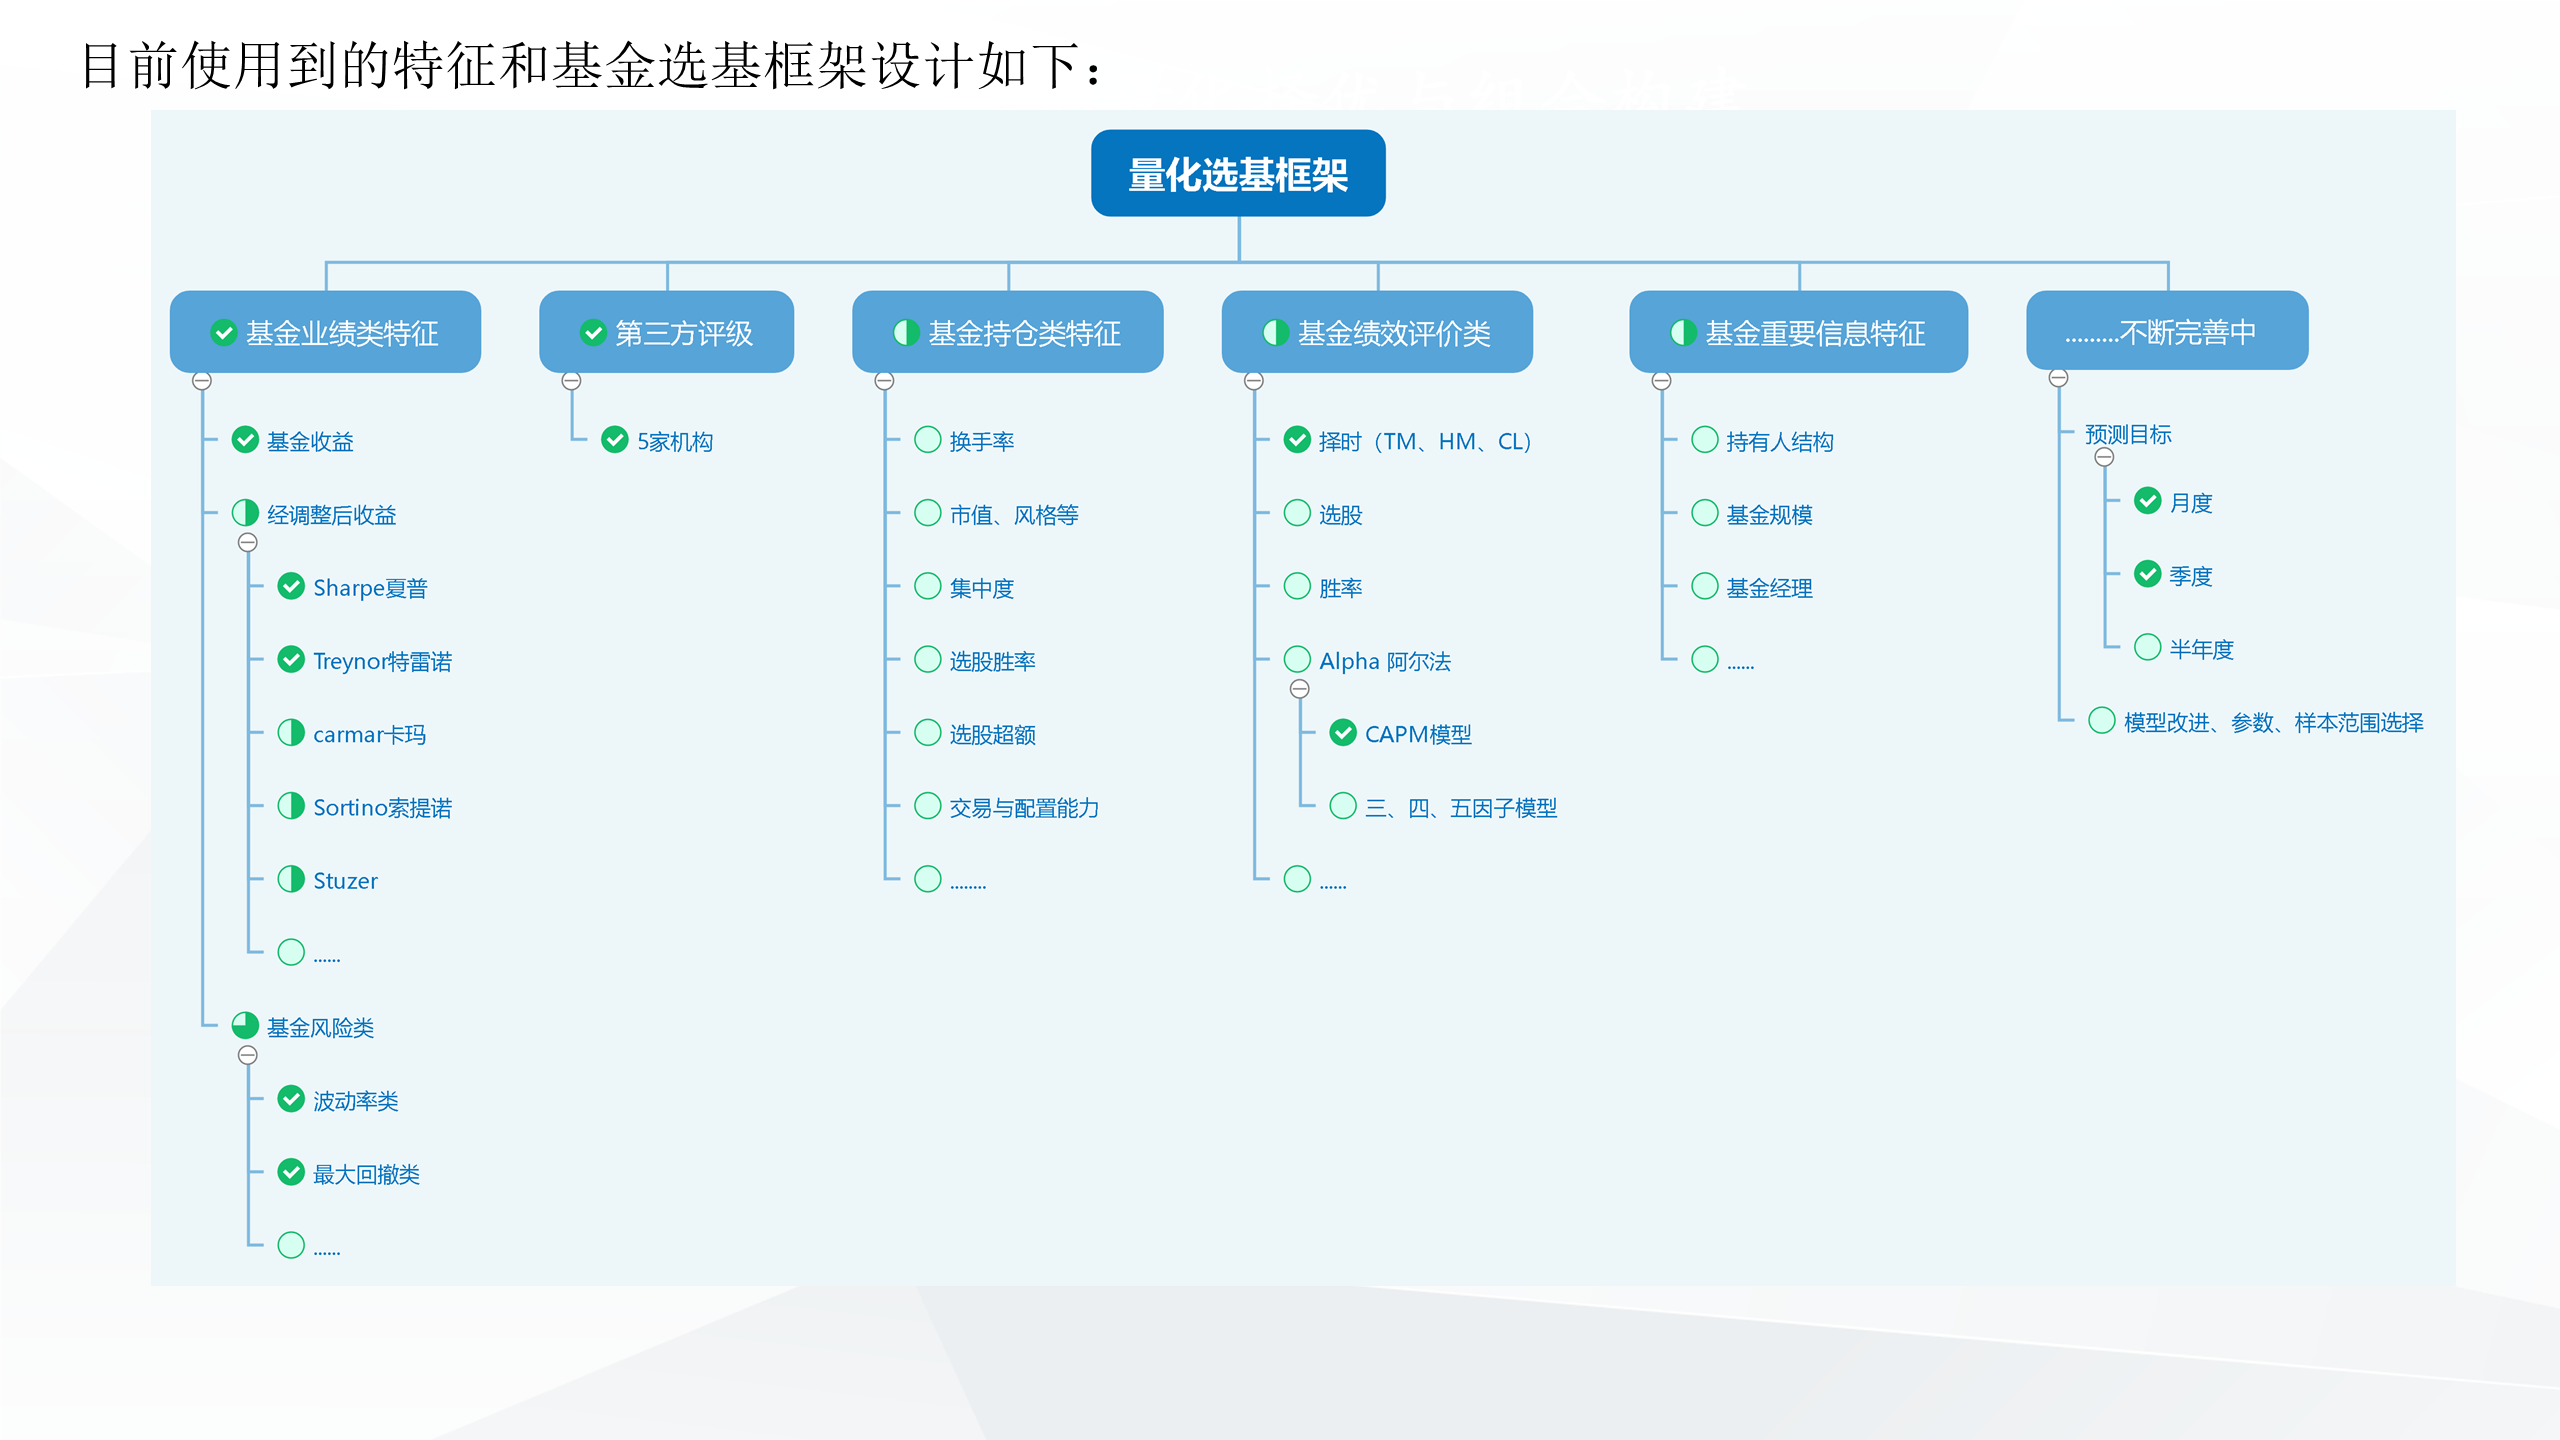 目前使用到的特征和基金选基框架设计如下：
量化选基框架
基金业绩类特征
基金收益
经调整后收益
Sharpe夏普
Treynor特雷诺
carmar卡玛
Sortino索提诺
Stuzer
......
基金风险类
波动率类
最大回撤类
......
第三方评级
5家机构
基金持仓类特征
换手率
市值、风格等
集中度
选股胜率
选股超额
交易与配置能力
........
基金绩效评价类
择时（TM、HM、CL）
选股
胜率
Alpha 阿尔法
CAPM模型
三、四、五因子模型
......
基金重要信息特征
持有人结构
基金规模
基金经理
......
.........不断完善中
预测目标
月度
季度
半年度
模型改进、参数、样本范围选择